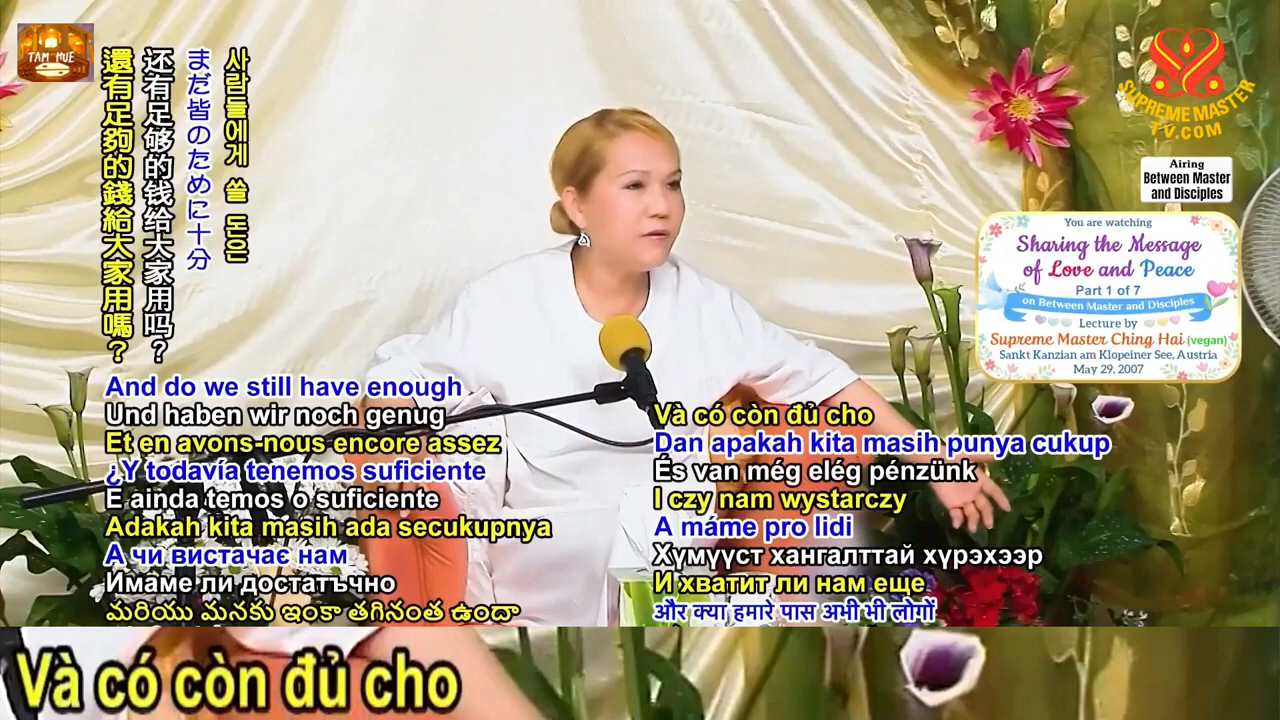 TAM HUE
還有足夠的錢給大家用嗎？
还有足够的钱给大家用吗？
まだ皆のために十分
사람들에게 쓸 돈은
SUPREME MASTER
TV.COM
Airing
Between Master
and Disciples
You are watching
Sharing the Message
of Love and Peace
Part 1 of 7
on Between Master and Disciples
Lecture by
Supreme Master Ching Hai (vegan)
Sankt Kanzian am Klopeiner See, Austria
May 29, 2007
And do we still have enough
Und haben wir noch genug
Et en avons-nous encore assez
¿Y todavía tenemos suficiente
E ainda temos o suficiente
Adakah kita masih ada secukupnya
А чи вистачає нам
Имаме ли достатъчно
మరియు మనకు ఇంకా తగినంత ఉందా
Và có còn đủ cho
Dan apakah kita masih punya cukup
És van még elég pénzünk
I czy nam wystarczy
A máme pro lidi
Хүмүүст хангалттай хүрэхээр
И хватит ли нам еще
और क्या हमारे पास अभी भी लोगों
Và có còn đủ cho